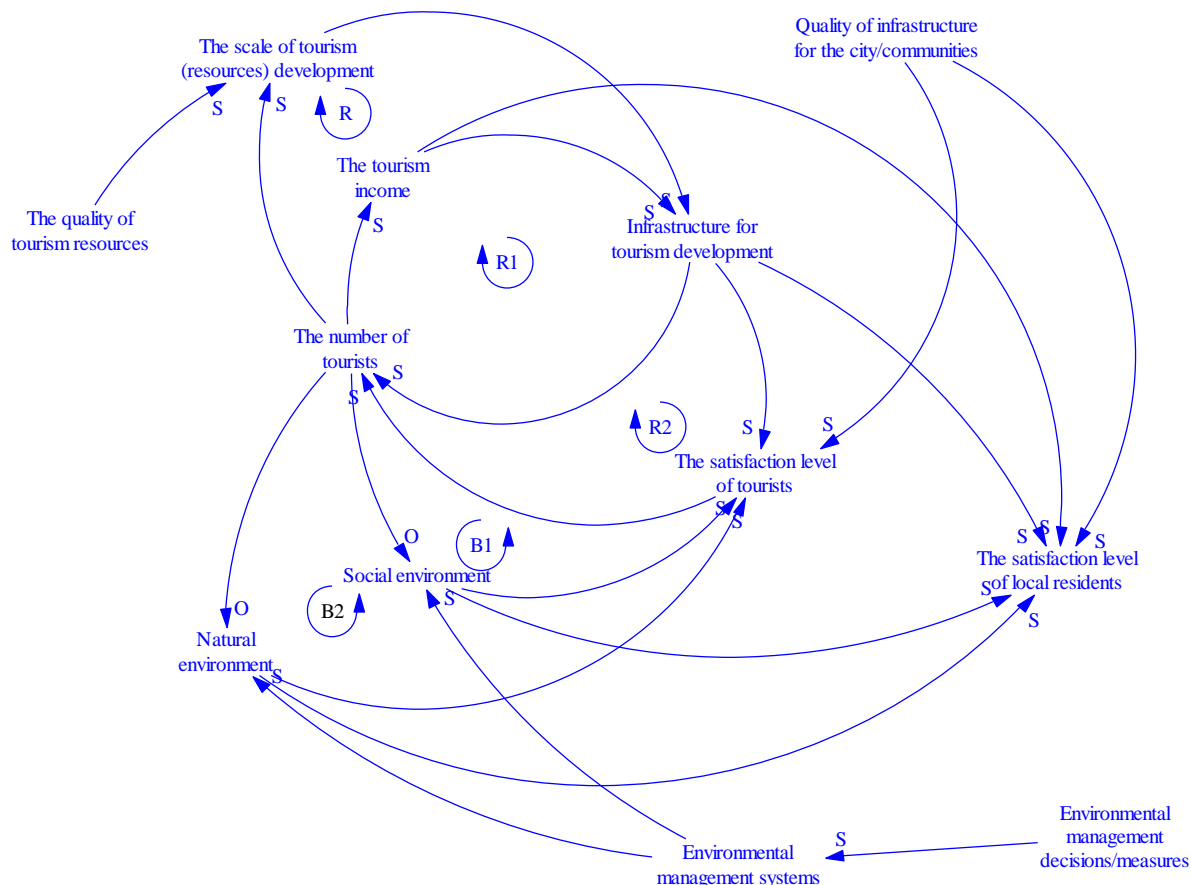 Quality of infrastructure
for the city/communities
The scale of tourism
(resources) development
S
S
R
The tourism
income
S
The quality of
tourism resources
S
S
Infrastructure for
tourism development
R1
The number of
tourists
S
S
S
S
R2
The satisfaction level
of tourists
S
S
O
B1
S
S
S
The satisfaction level
of local residents
Social environment
S
S
S
B2
O
Natural
environment
S
Environmental
management
decisions/measures
S
Environmental
management systems